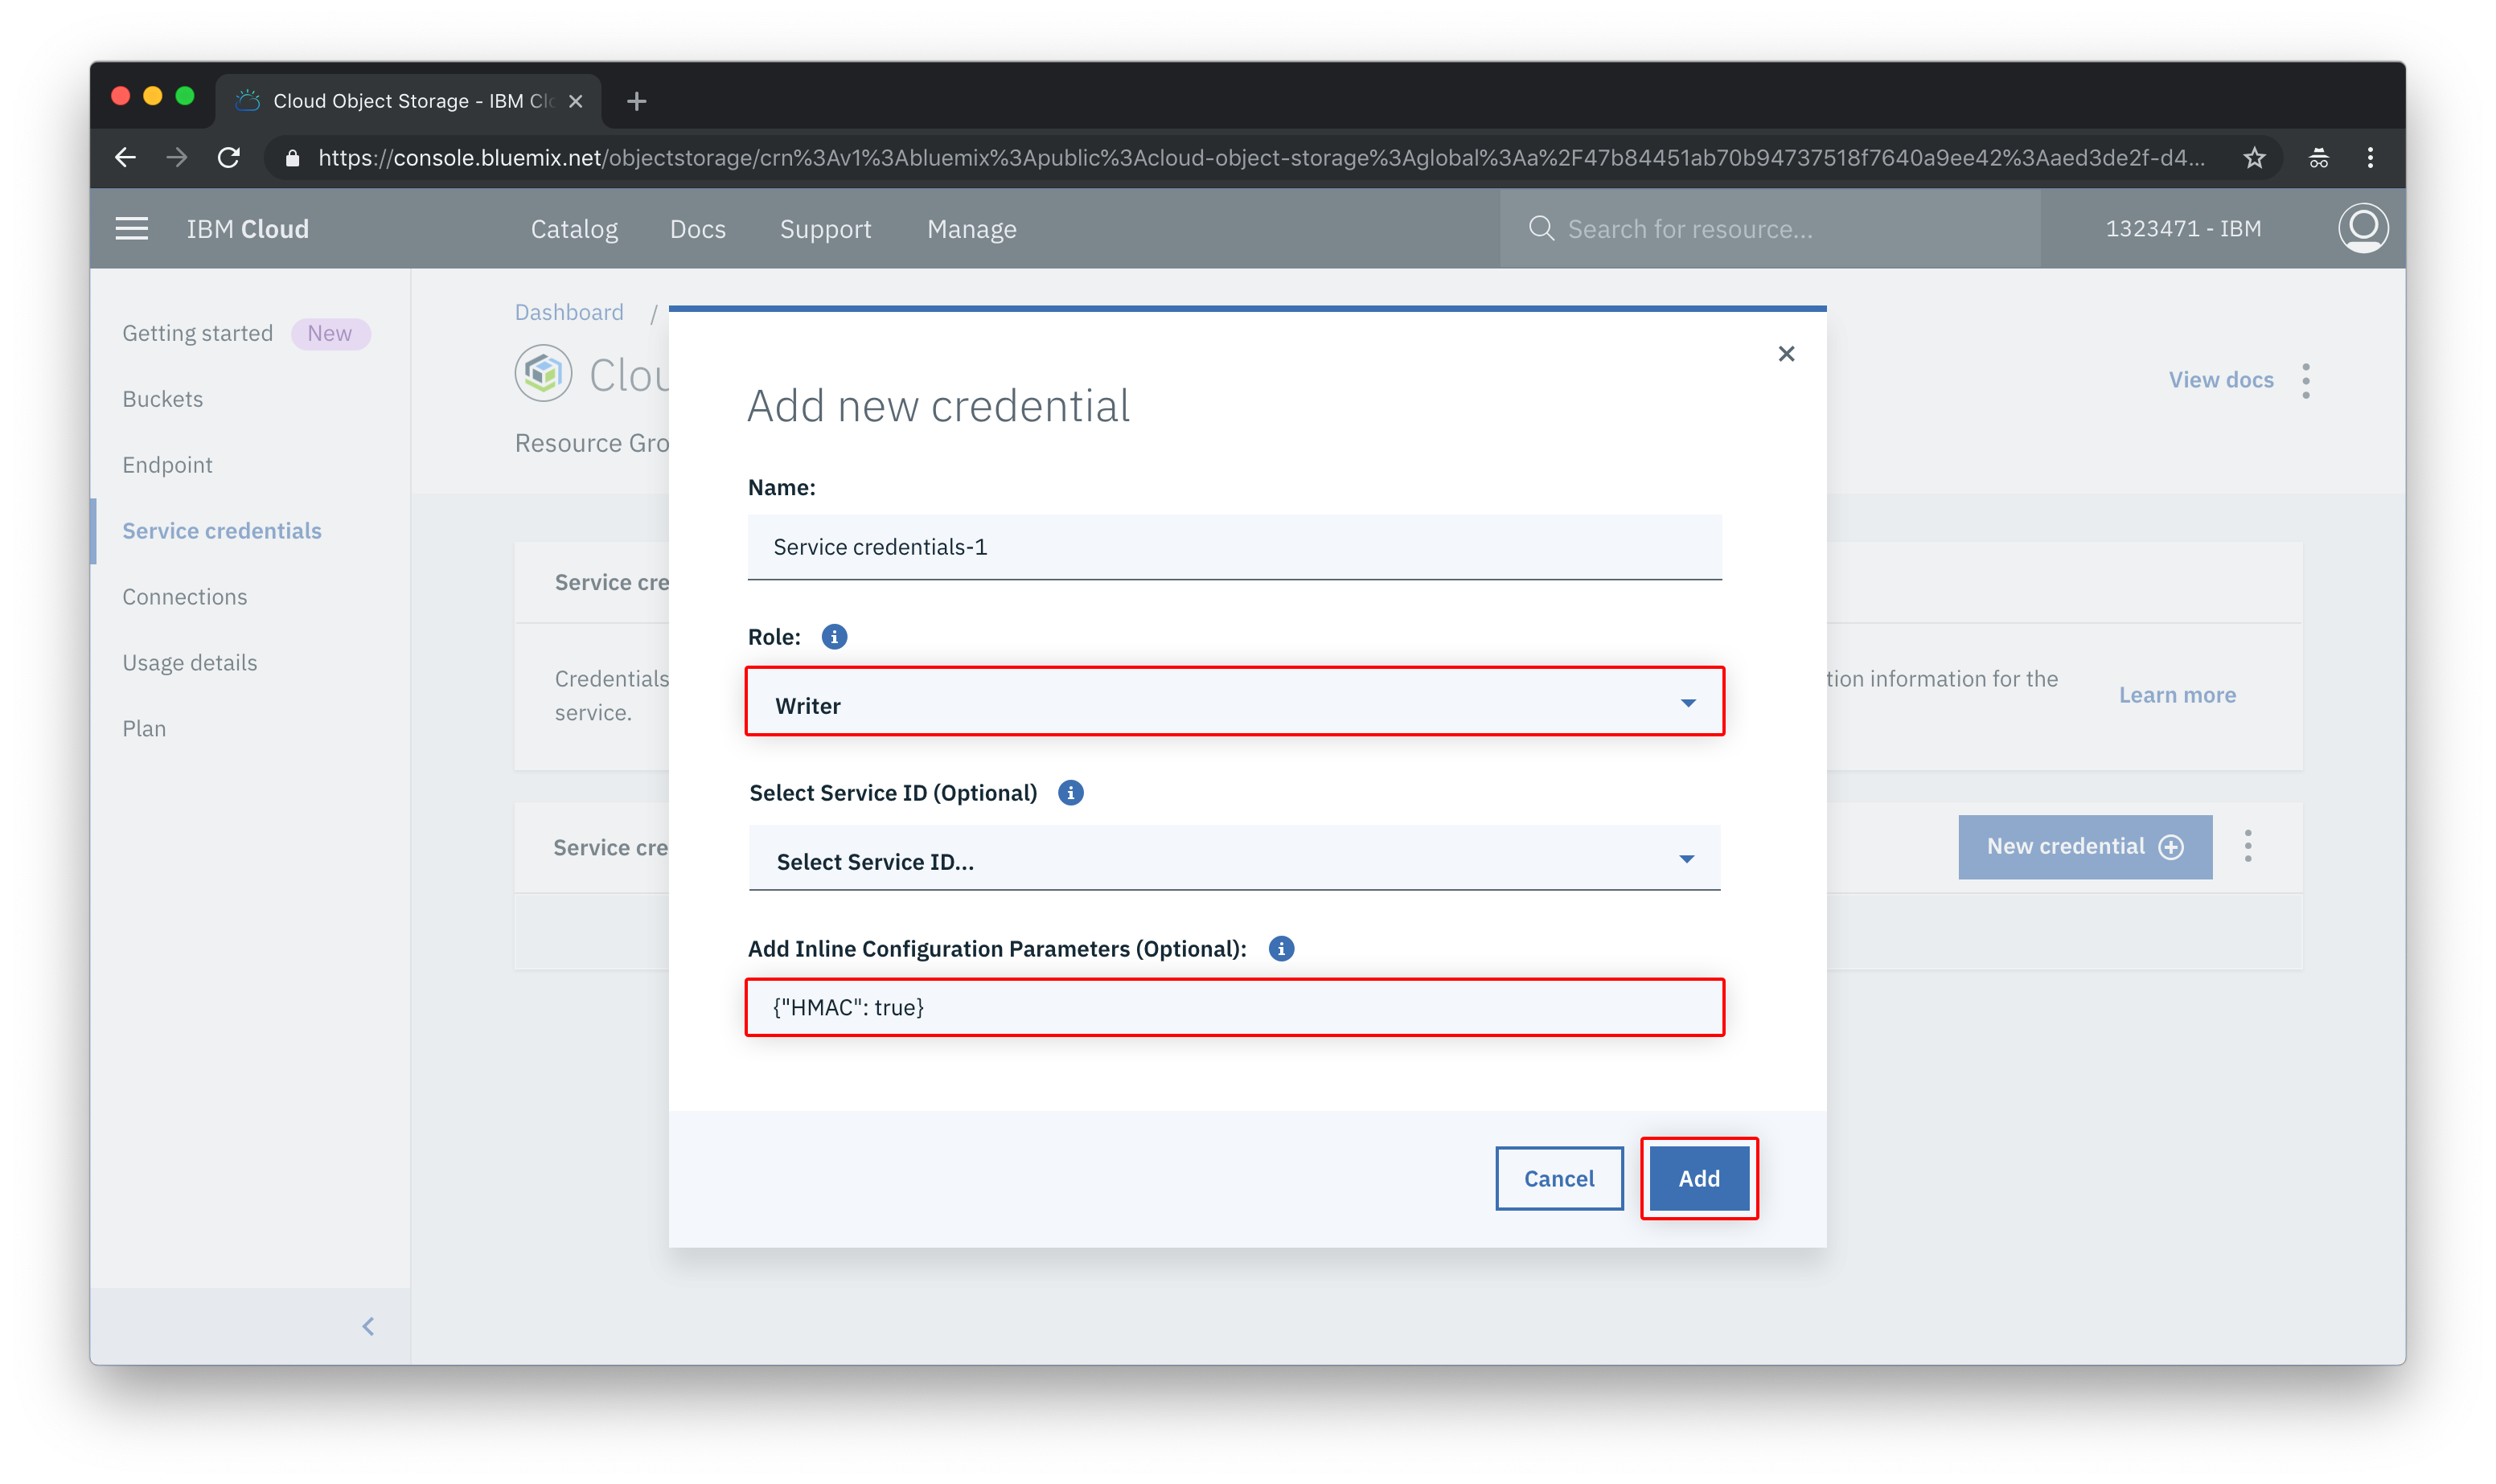 Cloud Object Storage - IBM Clo
https://console.bluemix.net/objectstorage/crn%3Av1%3Abluemix%3Apublic%3Acloud-object-storage%3Aglobal%3Aa%2F47b84451ab70b94737518f7640a9ee42%3Aaed3de2f-d4...
IBM Cloud
Catalog
Docs
Support
Manage
Search for resource...
1323471 - IBM
Getting started New
Buckets
Endpoint
Service credentials
Connections
Usage details
Plan
Dashboard /
Clou
Resource Gro
View docs
Service cre
Credentials
tion information for the
service.
Learn more
Service cre
New credential
Add new credential
Name:
Service credentials-1
Role:
Writer
Select Service ID (Optional)
Select Service ID...
Add Inline Configuration Parameters (Optional):
{"HMAC": true}
Cancel
Add